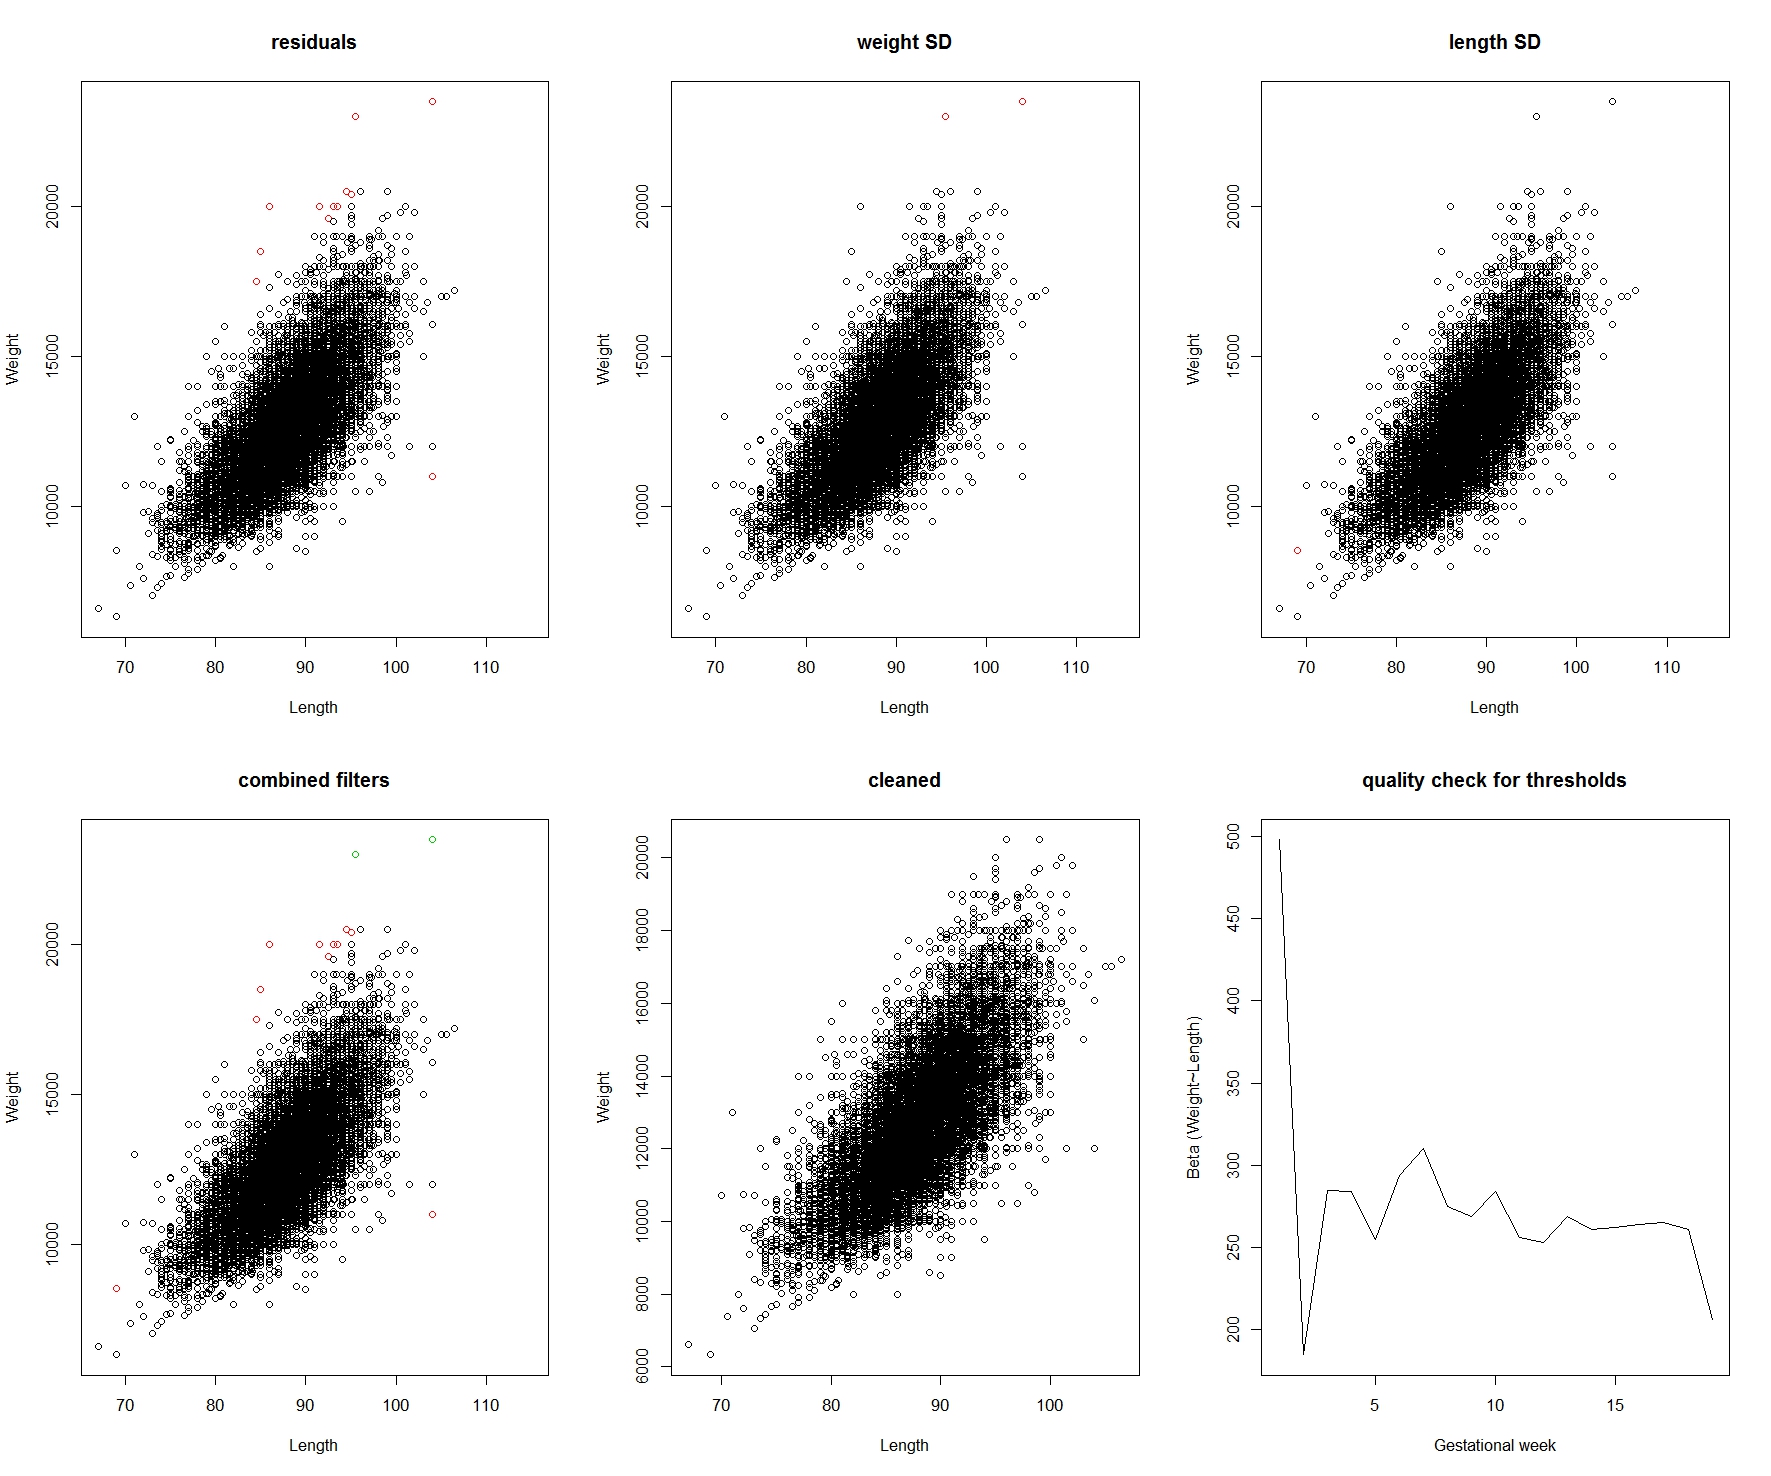 residuals
Weight
20000
15000
10000
70 80 90 100 110
Length
weight SD
Weight
20000
15000
10000
70 80 90 100 110
Length
length SD
Weight
20000
15000
10000
70 80 90 100 110
Length
combined filters
Weight
20000
15000
10000
70 80 90 100 110
Length
cleaned
Weight
20000
18000
16000
14000
12000
10000
8000
6000
70 80 90 100
Length
quality check for thresholds
Beta (Weight~Length)
500
450
400
350
300
250
200
5 10 15
Gestational week